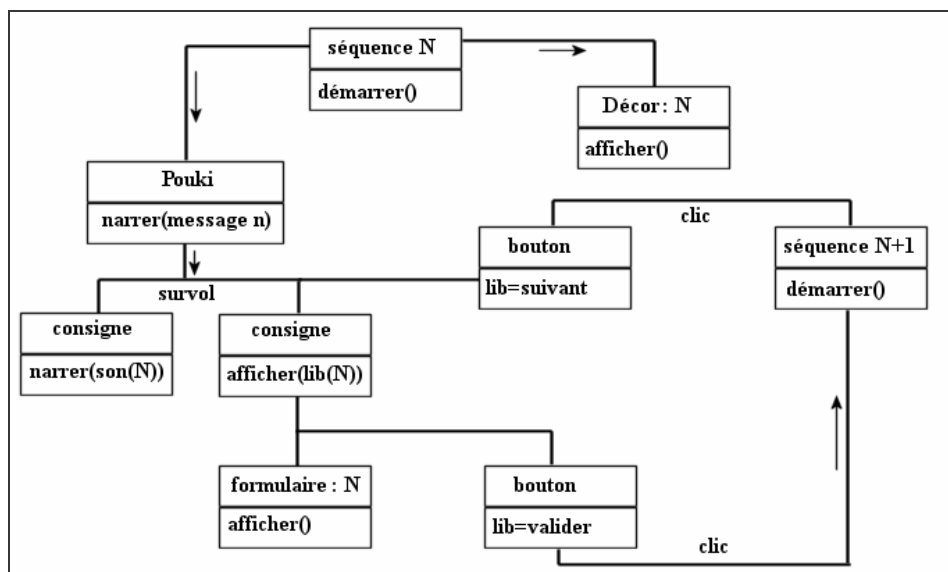 séquence N
démarrer()
Décor : N
afficher()
Pouki
narrer(message n)
clic
bouton
lib=suivant
séquence N+1
démarrer()
survol
consigne
narrer(son(N))
consigne
afficher(lib(N))
formulaire : N
afficher()
bouton
lib=valider
clic